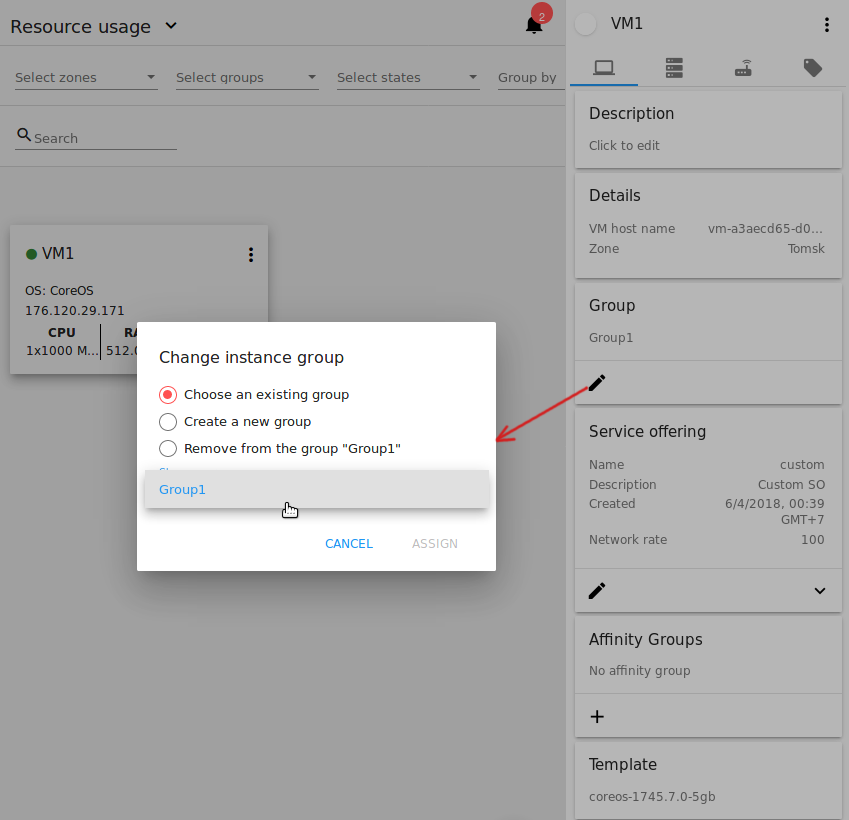 Resource usage
2
Select zones
Select groups
Select states
Group by
Search
VM1
OS: CoreOS
176.120.29.171
CPU
1x1000 M...
512.0
Change instance group
Choose an existing group
Create a new group
Remove from the group "Group1"
Group1
CANCEL
ASSIGN
VM1
Description
Click to edit
Details
VM host name vm-a3aecd65-d0...
Zone Tomsk
Group
Group1
Service offering
Name custom
Description Custom SO
Created 6/4/2018, 00:39
GMT+7
Network rate 100
Affinity Groups
No affinity group
Template
coreos-1745.7.0-5gb